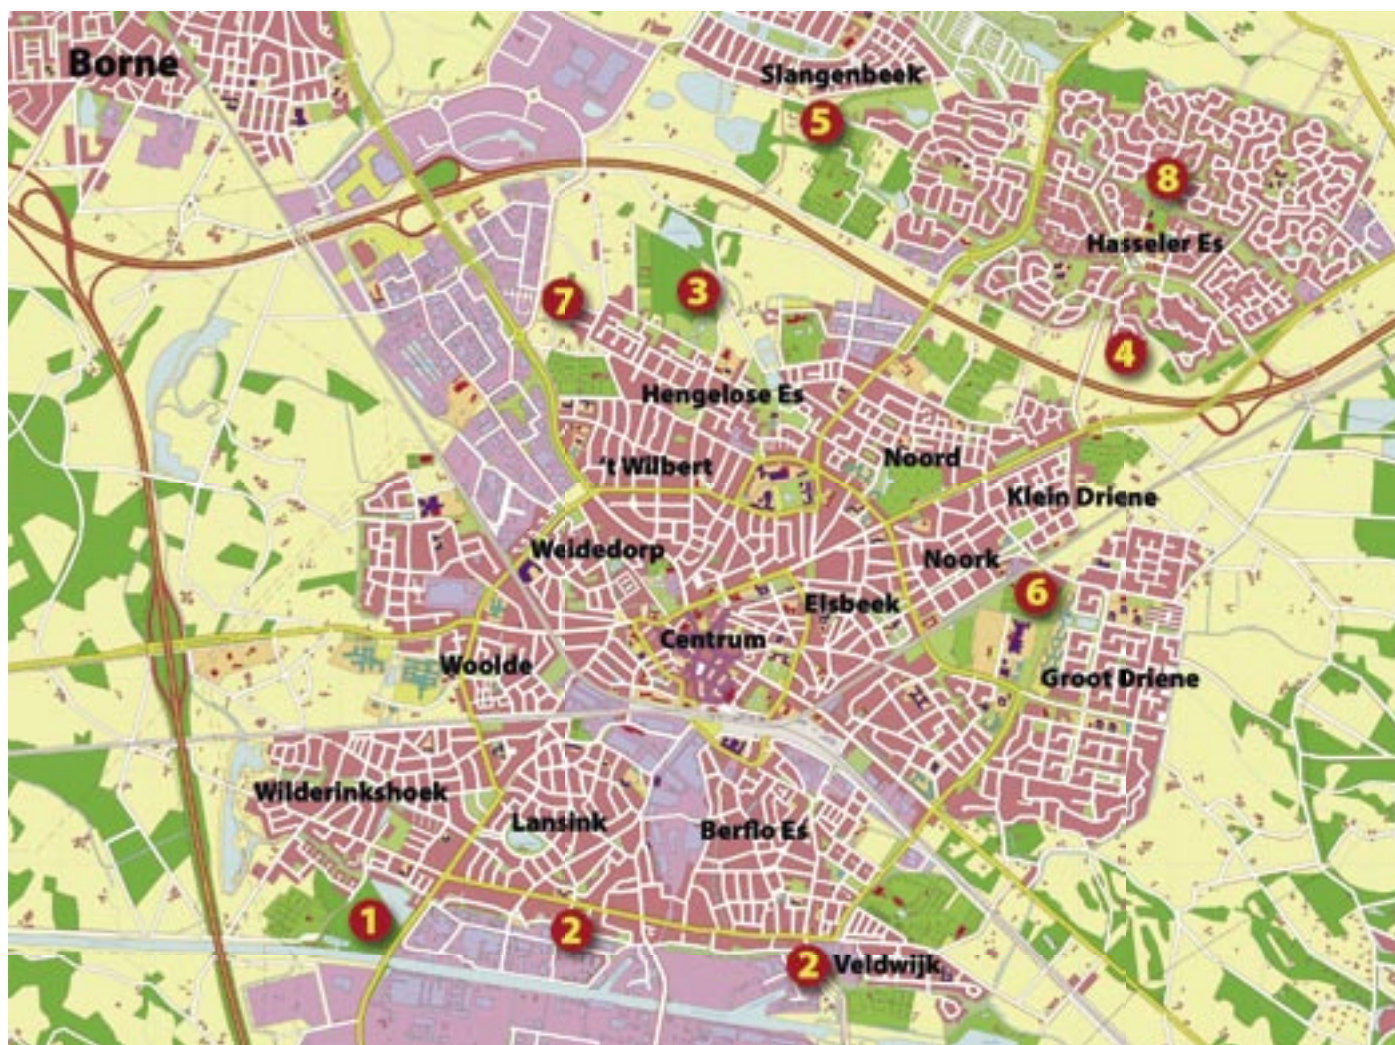 Borne
Slangenbeek
5
8
Hasseler Es
7
3
4
Hengelose Es
't Wilbert
Noord
Klein Driene
Weidedorp
Noork
6
Elsbeek
Centrum
Woolde
Groot Driene
Wilderinkshoek
Lansink
Berflo Es
1
2
2
Veldwijk